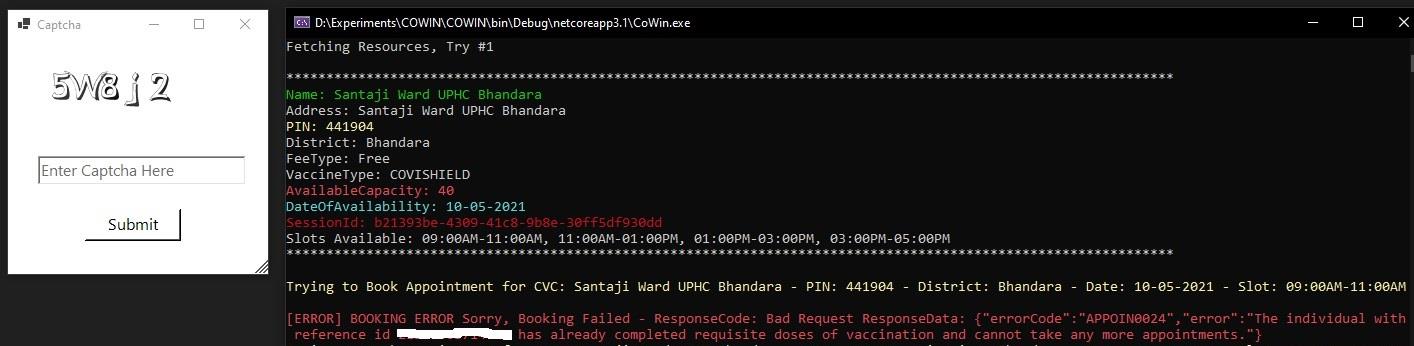 Captcha
5W8j2
Enter Captcha Here
Submit
D:\Experiments\COWIN\COWIN\bin\Debug\netcoreapp3.1\CoWin.exe
Fetching Resources, Try #1
***************************************************************************************************************
Name: Santaji Ward UPHC Bhandara
Address: Santaji Ward UPHC Bhandara
PIN: 441904
District: Bhandara
FeeType: Free
VaccineType: COVISHIELD
AvailableCapacity: 40
DateOfAvailability: 10-05-2021
SessionId: b21393be-4309-41c8-9b8e-30ff5df930dd
Slots Available: 09:00AM-11:00AM, 11:00AM-01:00PM, 01:00PM-03:00PM, 03:00PM-05:00PM
***************************************************************************************************************
Trying to Book Appointment for CVC: Santaji Ward UPHC Bhandara - PIN: 441904 - District: Bhandara - Date: 10-05-2021 - Slot: 09:00AM-11:00AM
[ERROR] BOOKING ERROR Sorry, Booking Failed - ResponseCode: Bad Request ResponseData: {"errorCode":"APPOIN0024","error":"The individual with
reference id has already completed requisite doses of vaccination and cannot take any more appointments."}